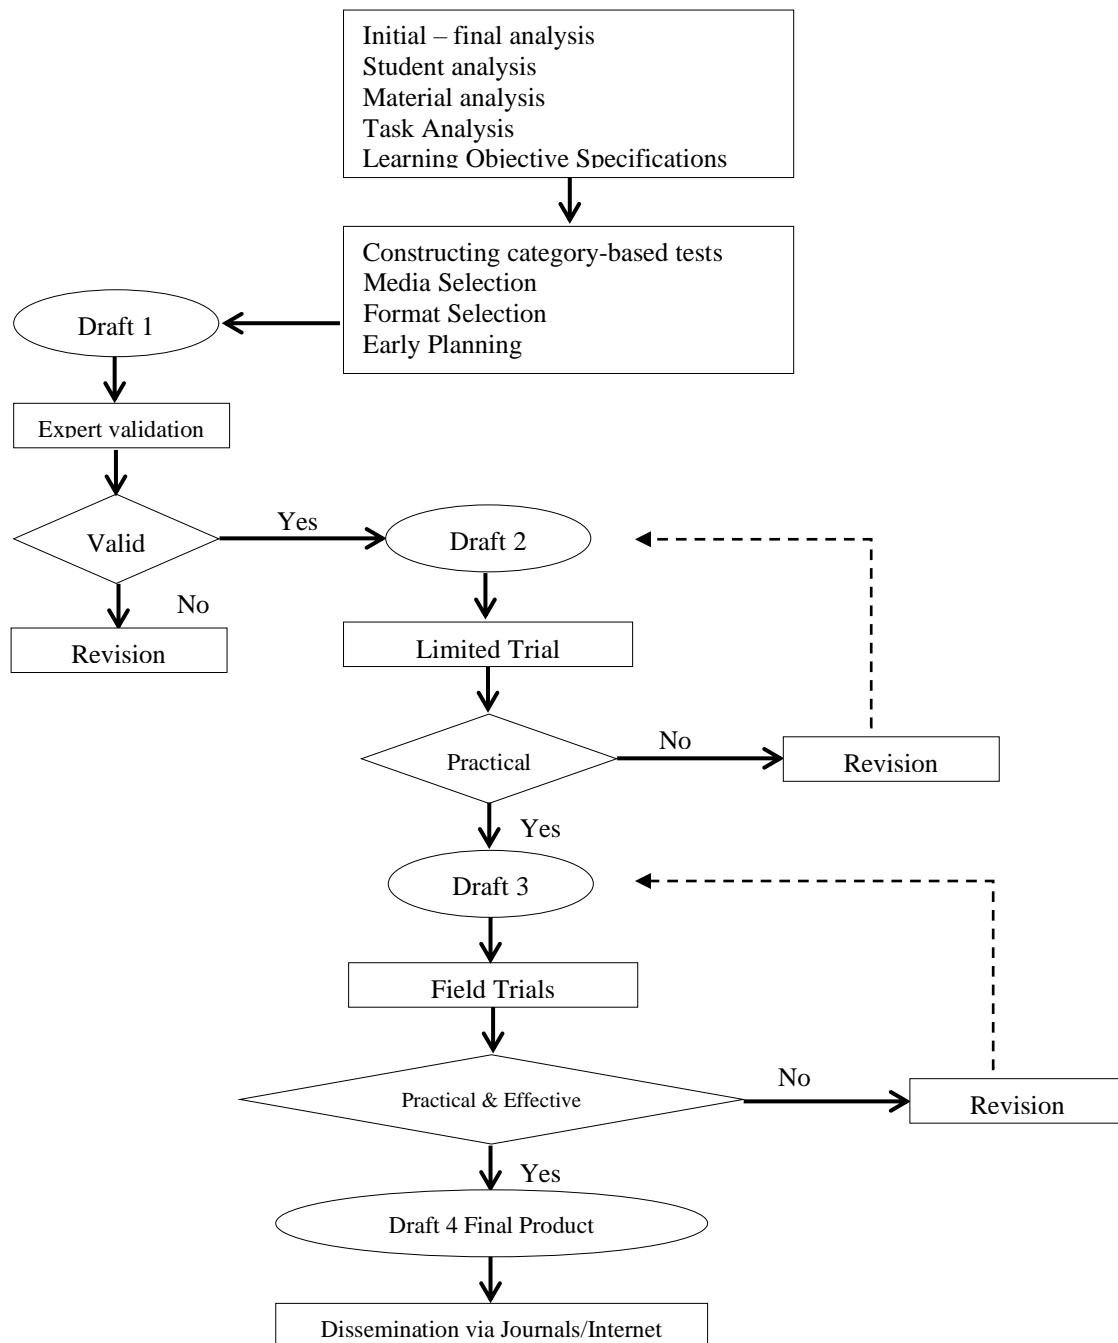 Initial – final analysis
Student analysis
Material analysis
Task Analysis
Learning Objective Specifications
Constructing category-based tests
Media Selection
Format Selection
Early Planning
Draft 1
Expert validation
Valid
Yes
Draft 2
No
Revision
Limited Trial
Practical
No
Revision
Yes
Draft 3
Field Trials
Practical & Effective
No
Revision
Yes
Draft 4 Final Product
Dissemination via Journals/Internet